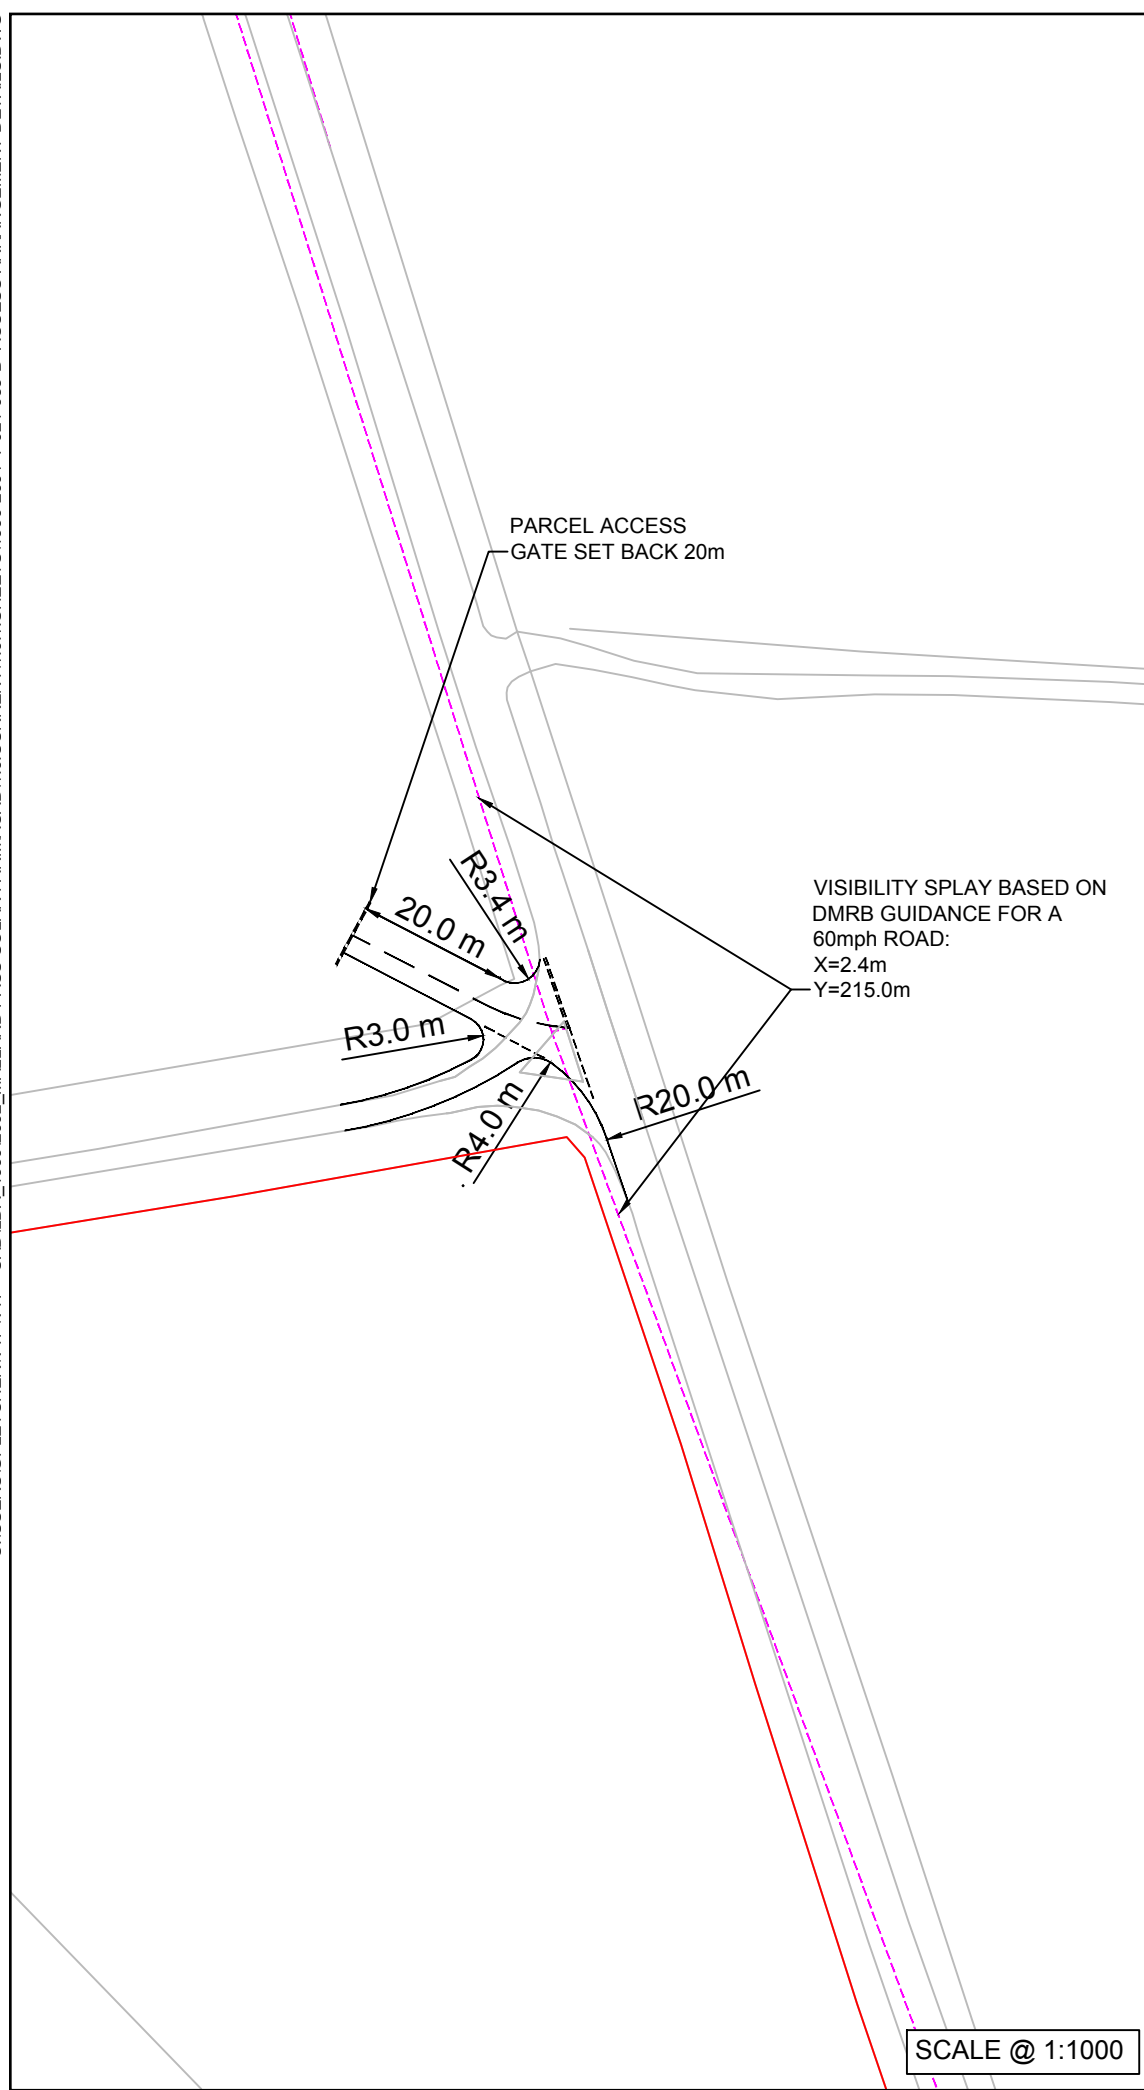 PARCEL ACCESS
GATE SET BACK 20m
R3.4 m
20.0 m
VISIBILITY SPLAY BASED ON
DMRB GUIDANCE FOR A
60mph ROAD:
X=2.4m
Y=215.0m
R3.0 m
R20.0 m
R4.0 m
SCALE @ 1:1000